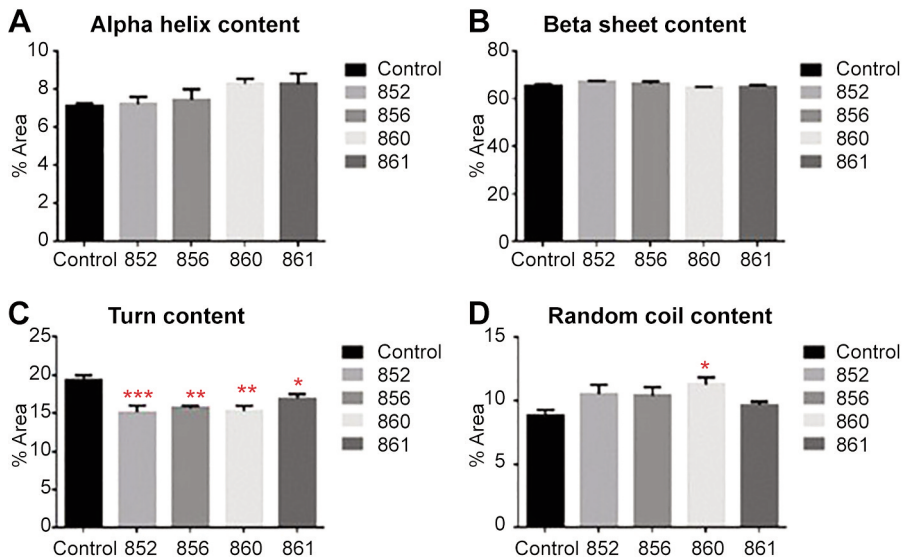 A Alpha helix content
% Area
10
8
6
4
2
0
Control 852 856 860 861
Control
852
856
860
861
B Beta sheet content
% Area
80
60
40
20
0
Control 852 856 860 861
Control
852
856
860
861
C Turn content
% Area
25
20
15
10
5
0
*** ** ** *
Control 852 856 860 861
Control
852
856
860
861
D Random coil content
% Area
15
10
5
0
*
Control 852 856 860 861
Control
852
856
860
861